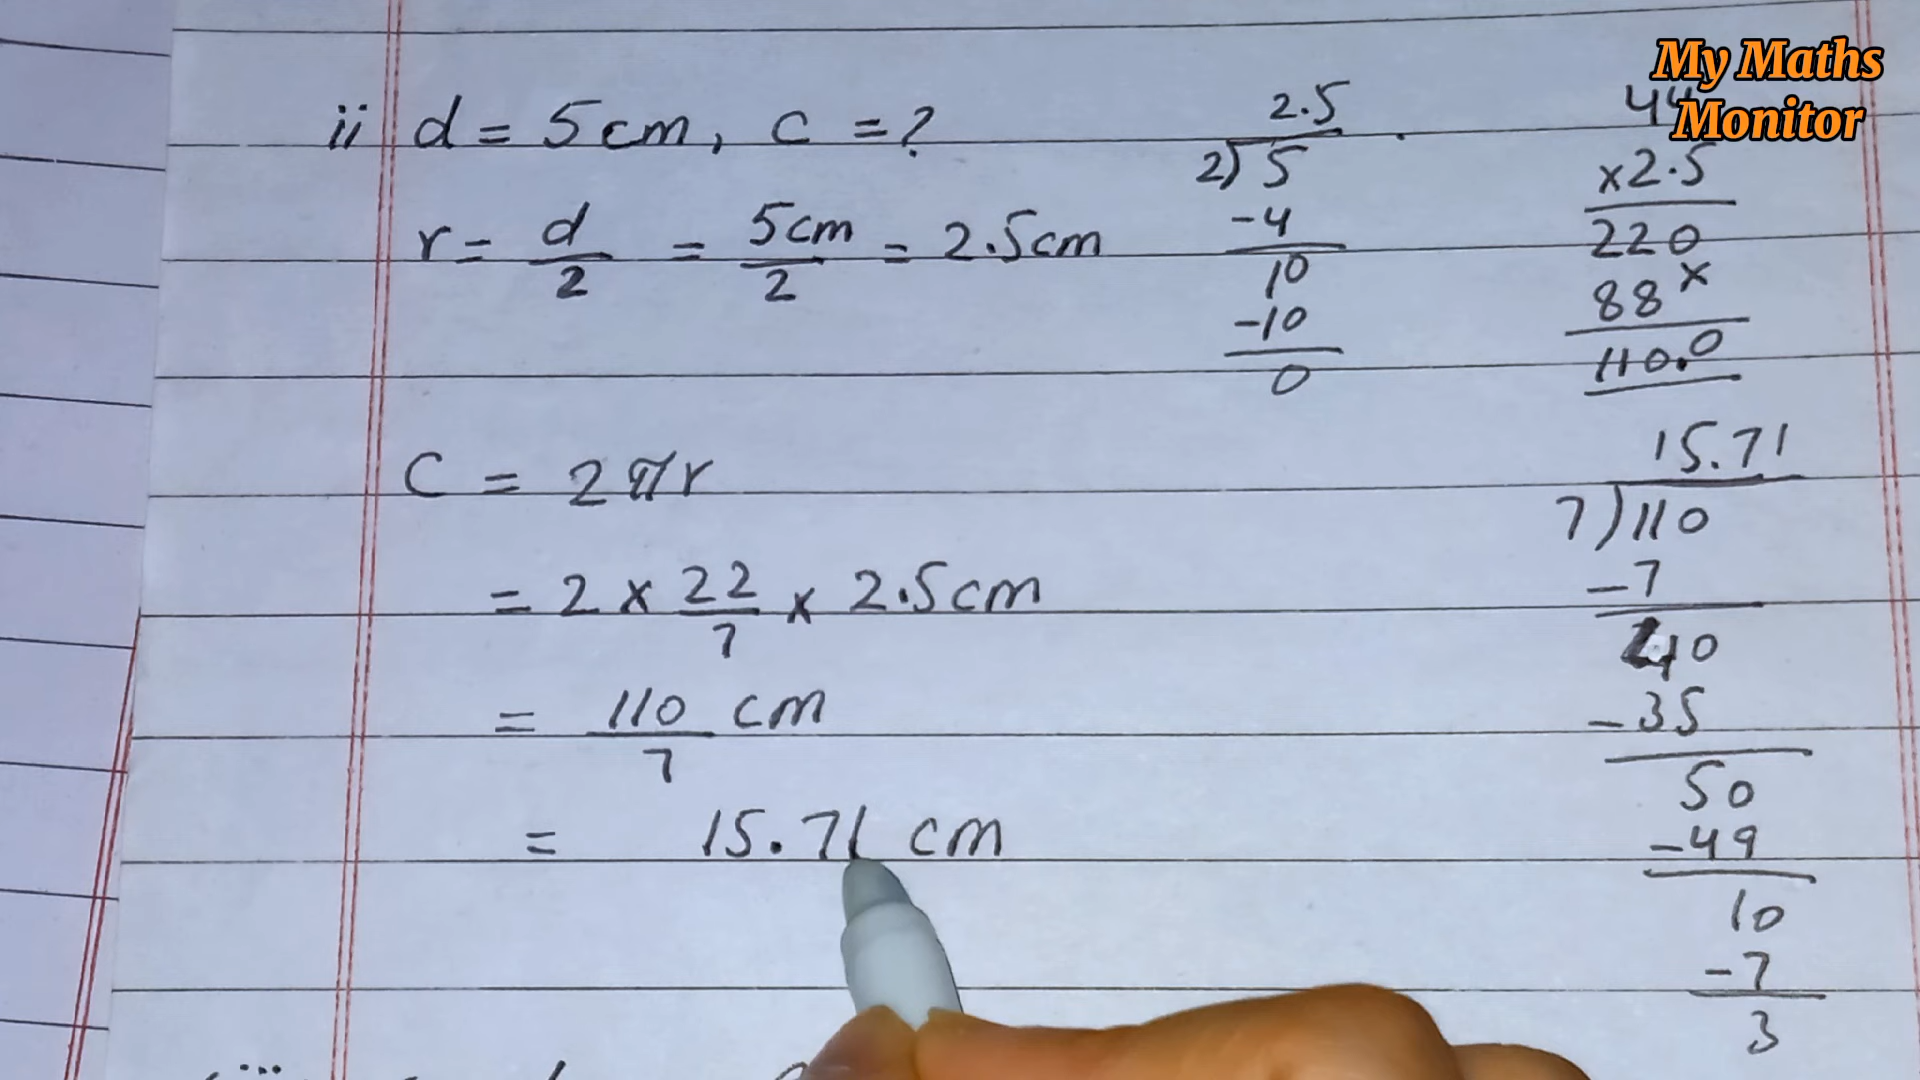 My Maths
Monitor
ii d = 5cm, c = ?
r = d/2 = 5cm/2 = 2.5cm
C = 2πr
= 2 × 22/7 × 2.5cm
= 110/7 cm
= 15.71 cm
2.5
2) 5
-4
10
-10
0
44
×2.5
220
88×
110.0
15.71
7) 110
-7
40
-35
50
-49
10
-7
3